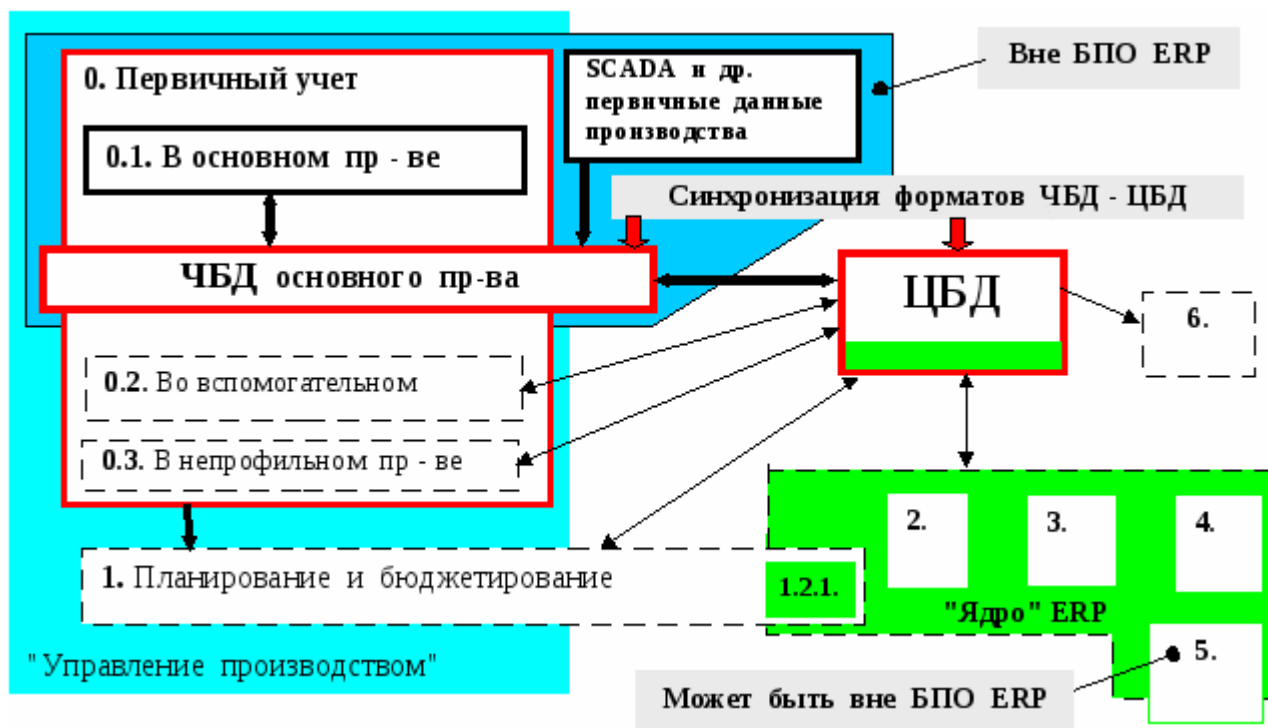 Вне БПО ERP
0. Первичный учет
SCADA и др.
первичные данные
производства
0.1. В основном пр - ве
Синхронизация форматов ЧБД - ЦБД
ЧБД основного пр-ва
ЦБД
6.
0.2. Во вспомогательном
0.3. В непрофильном пр - ве
2.
3.
4.
1. Планирование и бюджетирование
1.2.1.
"Ядро" ERP
5.
"Управление производством"
Может быть вне БПО ERP